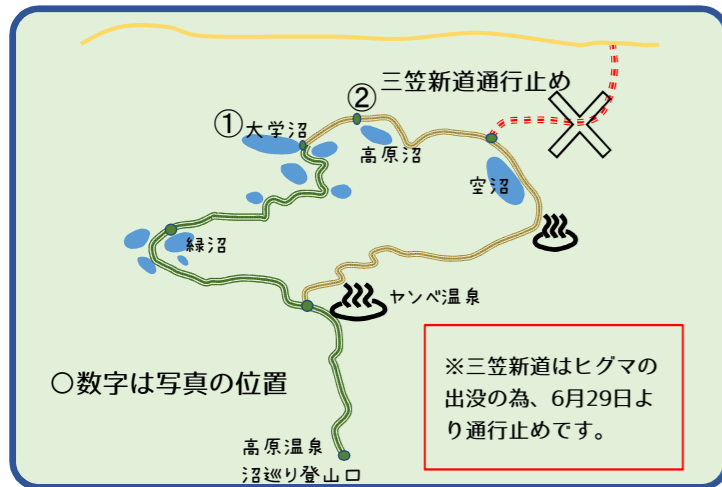 三笠新道通行止め
②
①大学沼
高原沼
空沼
緑沼
ヤンベ温泉
○数字は写真の位置
※三笠新道はヒグマの
出没の為、6月29日よ
り通行止めです。
高原温泉
沼巡り登山口